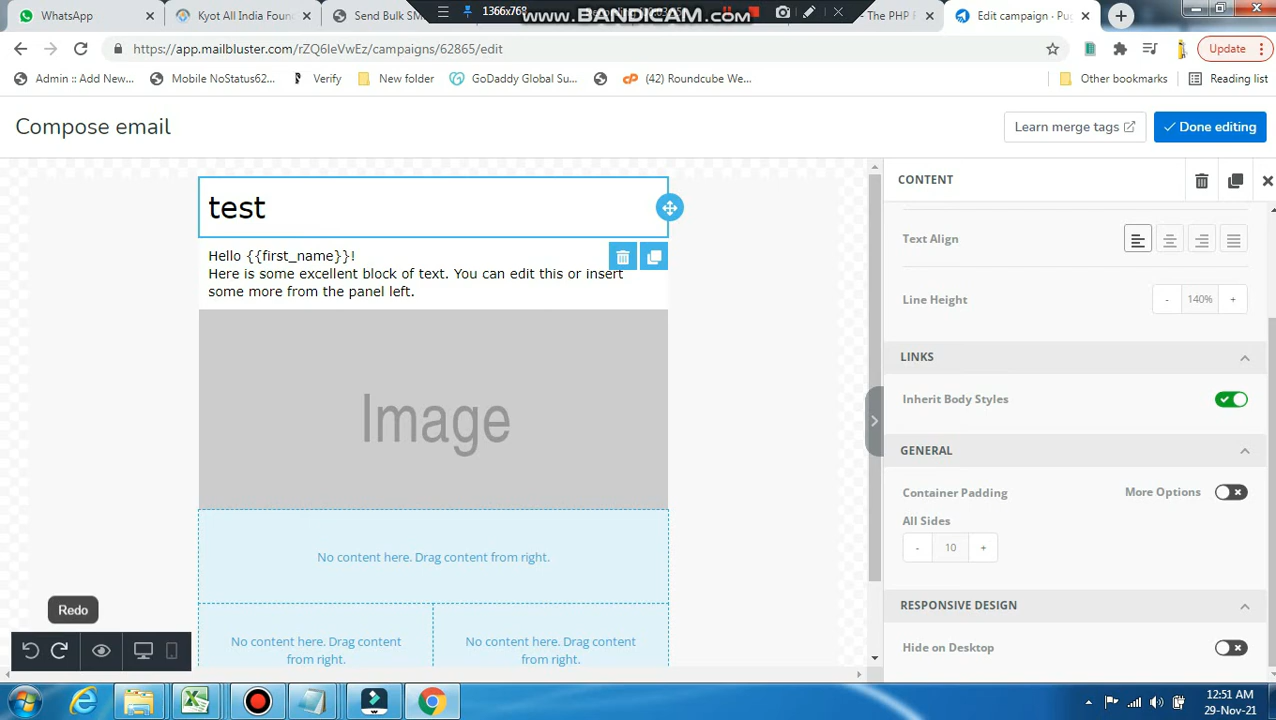 WhatsApp
Kyot All India Foun
Send Bulk SM
1366x768
www.BANDICAM.com
- The PHP F
Edit campaign - Pu
https://app.mailbluster.com/rZQ6leVwEz/campaigns/62865/edit
Update
Admin :: Add New...
Mobile NoStatus62...
Verify
New folder
GoDaddy Global Su...
(42) Roundcube We...
Other bookmarks
Reading list
Compose email
Learn merge tags
Done editing
test
Hello {{first_name}}!
Here is some excellent block of text. You can edit this or insert
some more from the panel left.
Image
No content here. Drag content from right.
No content here. Drag content
from right.
No content here. Drag content
from right.
Redo
CONTENT
Text Align
Line Height
- 140% +
LINKS
Inherit Body Styles
GENERAL
Container Padding
More Options
All Sides
- 10 +
RESPONSIVE DESIGN
Hide on Desktop
12:51 AM
29-Nov-21